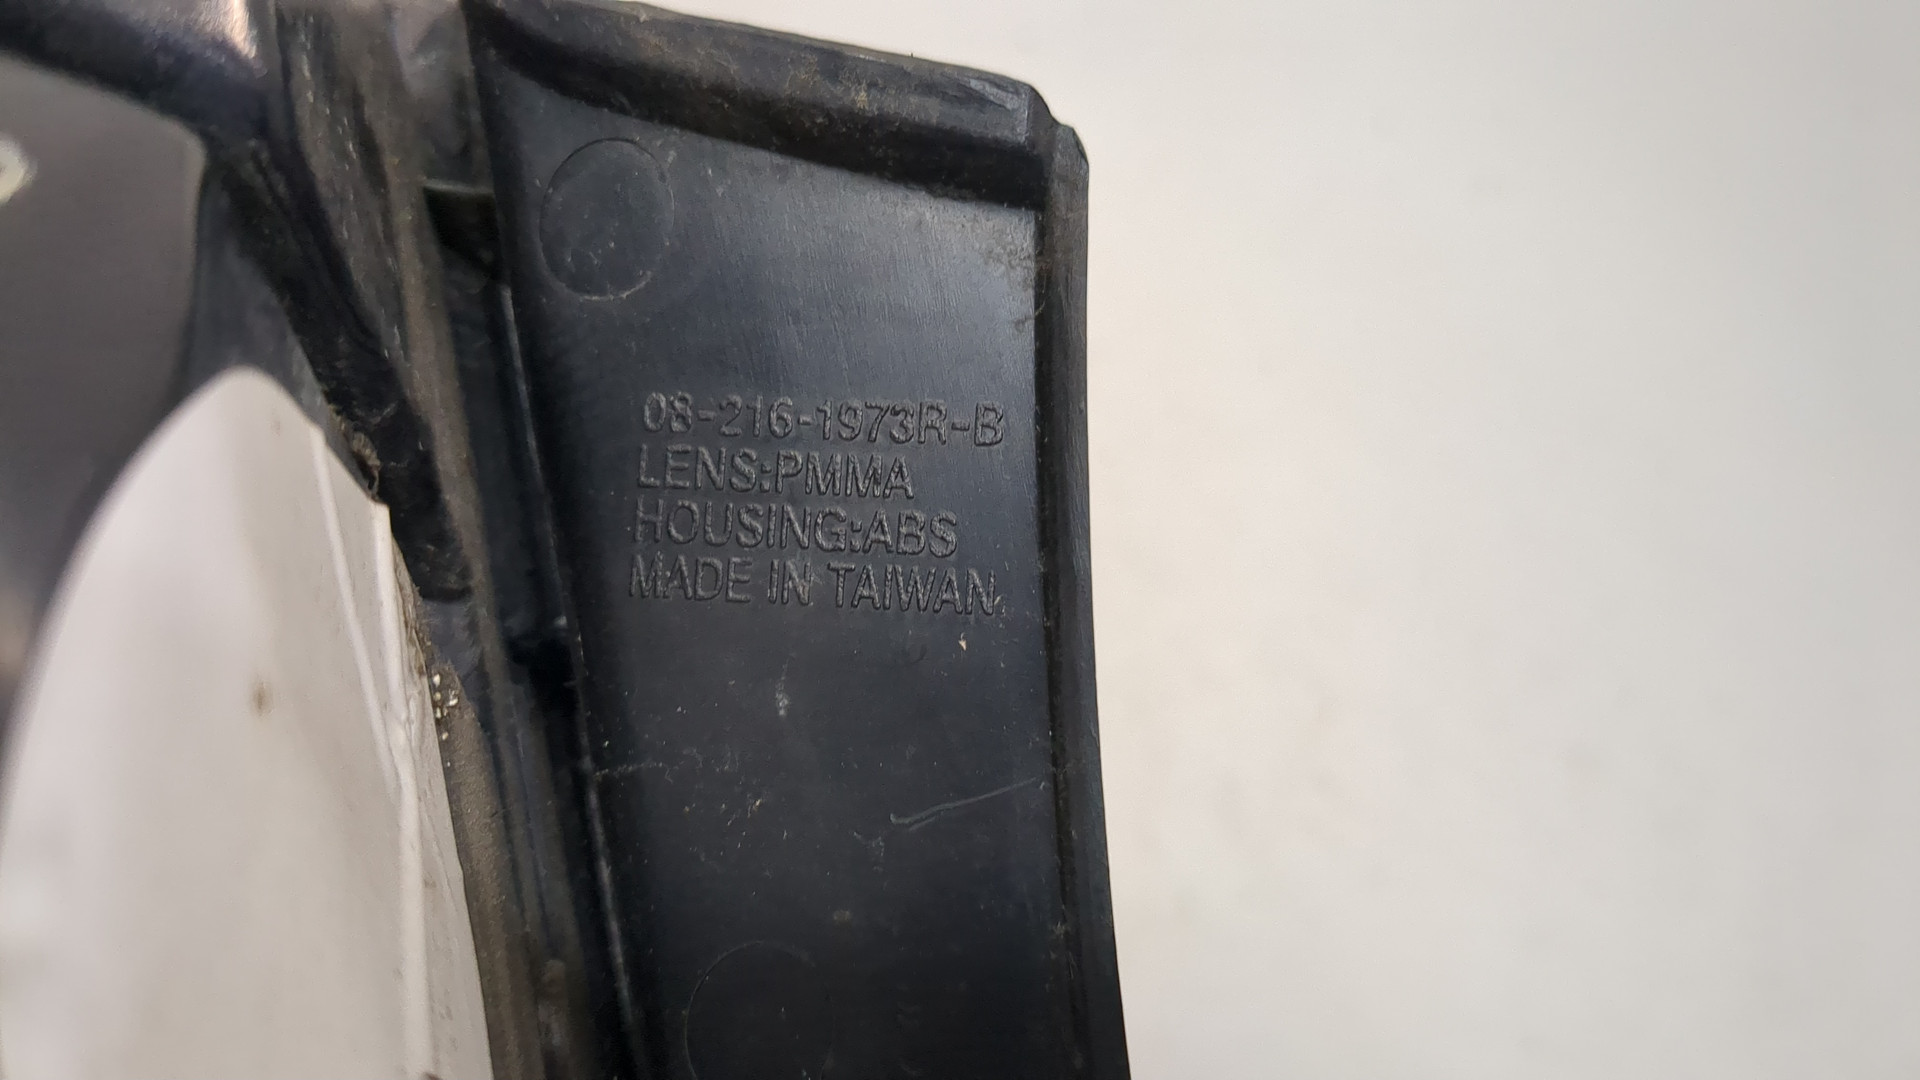 08-216-1973R-B
LENS:PMMA
HOUSING:ABS
MADE IN TAIWAN